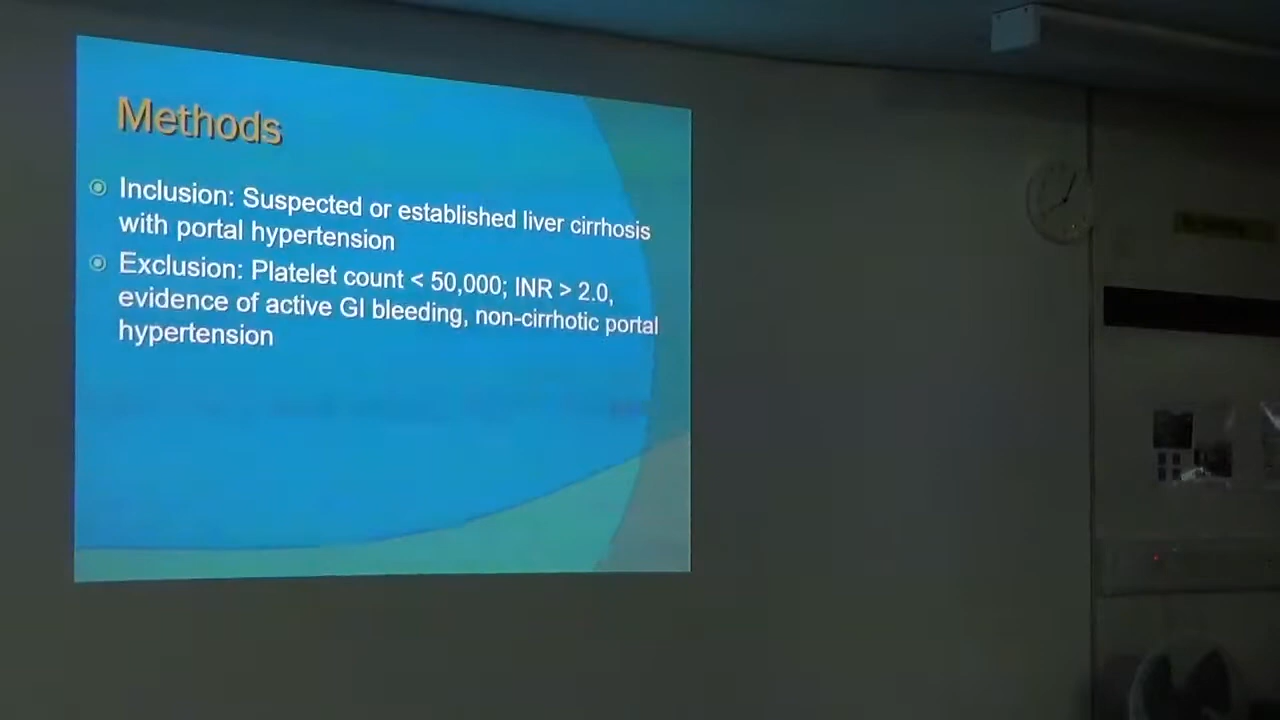 Methods
Inclusion: Suspected or established liver cirrhosis
with portal hypertension
Exclusion: Platelet count < 50,000; INR > 2.0,
evidence of active GI bleeding, non-cirrhotic portal
hypertension